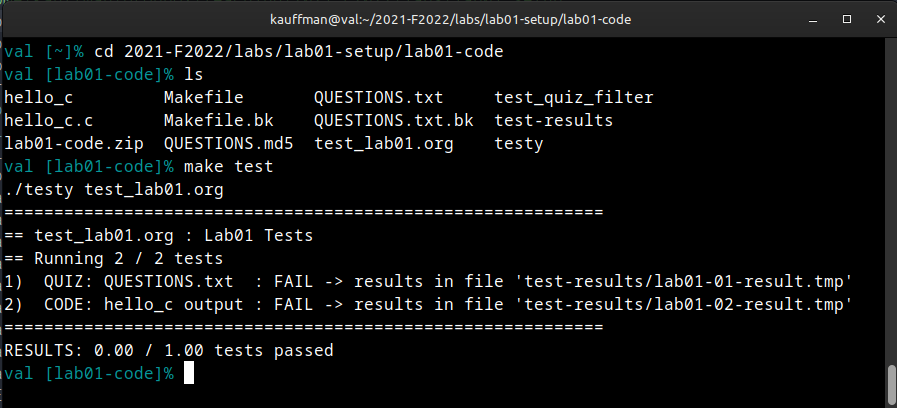 kauffman@val:~/2021-F2022/labs/lab01-setup/lab01-code
val [~]% cd 2021-F2022/labs/lab01-setup/lab01-code
val [lab01-code]% ls
hello_c         Makefile       QUESTIONS.txt     test_quiz_filter
hello_c.c       Makefile.bk    QUESTIONS.txt.bk  test-results
lab01-code.zip  QUESTIONS.md5  test_lab01.org    testy
val [lab01-code]% make test
./testy test_lab01.org
============================================================
== test_lab01.org : Lab01 Tests
== Running 2 / 2 tests
1)  QUIZ: QUESTIONS.txt  : FAIL -> results in file 'test-results/lab01-01-result.tmp'
2)  CODE: hello_c output : FAIL -> results in file 'test-results/lab01-02-result.tmp'
============================================================
RESULTS: 0.00 / 1.00 tests passed
val [lab01-code]%